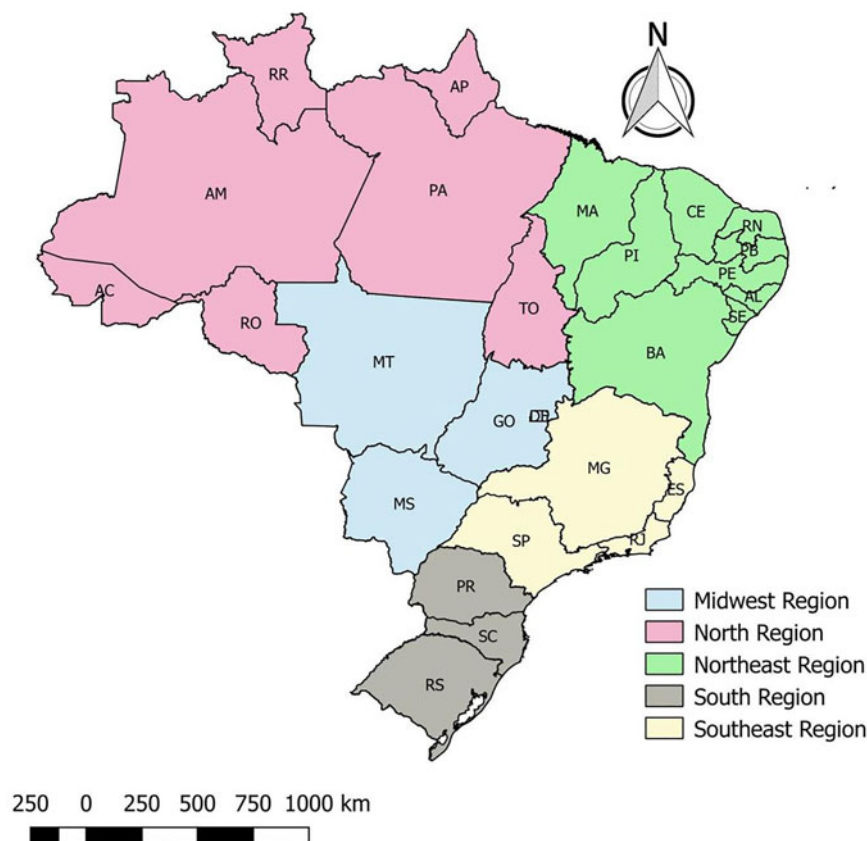 N
RR
AP
AM
PA
MA
CE
RN
PB
PI
PE
AL
SE
AC
RO
TO
BA
MT
GO
DF
MG
ES
MS
SP
RJ
PR
SC
RS
Midwest Region
North Region
Northeast Region
South Region
Southeast Region
250 0 250 500 750 1000 km